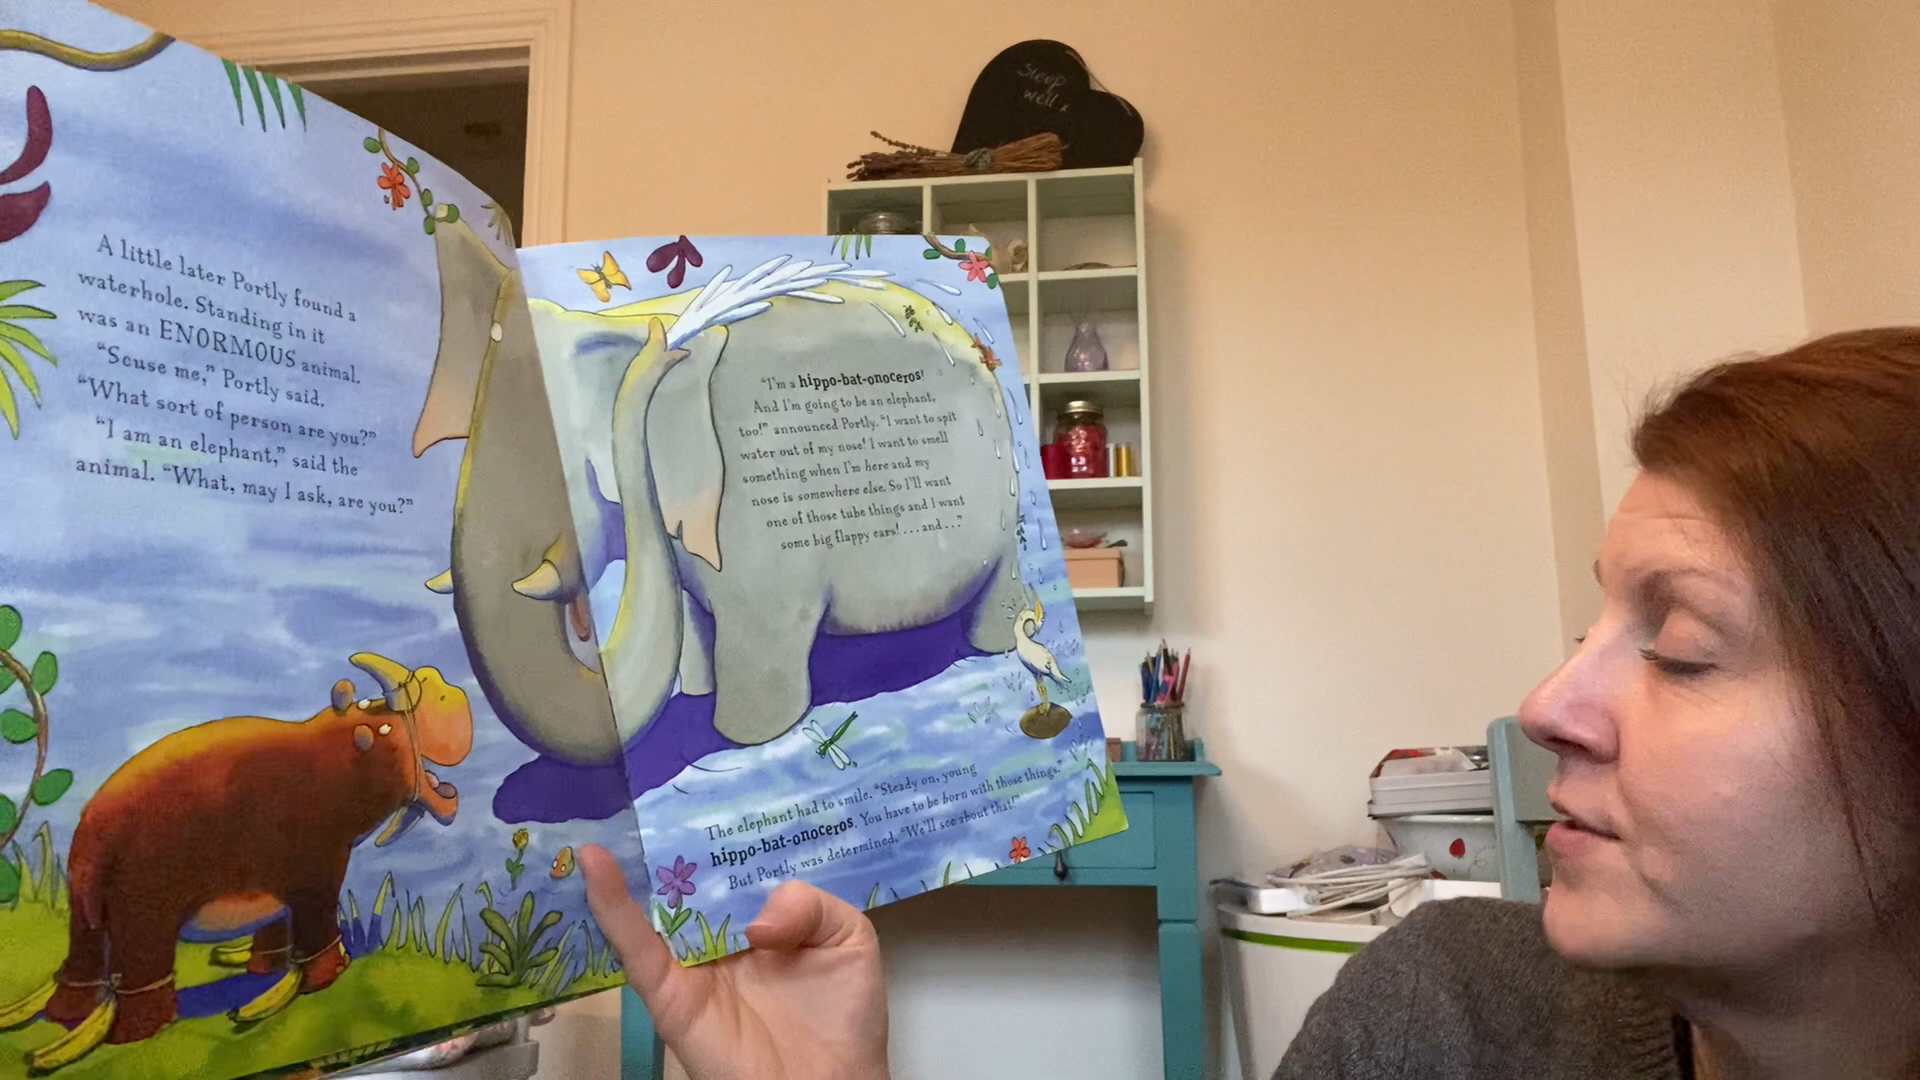 A little later Portly found a
waterhole. Standing in it
was an ENORMOUS animal.
“Scuse me,” Portly said.
“What sort of person are you?”
“I am an elephant,” said the
animal. “What, may I ask, are you?”
“I'm a hippo-bat-onoceros!
And I'm going to be an elephant,
too!” announced Portly. “I want to spit
water out of my nose! I want to smell
something when I'm here and my
nose is somewhere else. So I'll want
one of those tube things and I want
some big flappy ears! . . . and . . .”
The elephant had to smile. “Steady on, young
hippo-bat-onoceros. You have to be born with those things.”
But Portly was determined. “We'll see about that!”
Sleep
well x